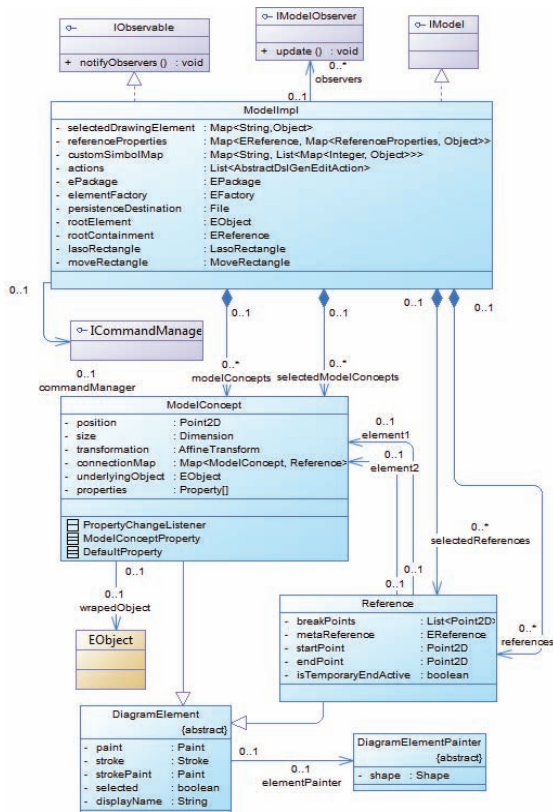 IObservable
+ notifyObservers () : void
IModelObserver
+ update () : void
IModel
0..*
observers
0..1
ModelImpl
- selectedDrawingElement : Map<String,Object>
- referenceProperties : Map<EReference, Map<ReferenceProperties, Object>>
- customSimbolMap : Map<String, List<Map<Integer, Object>>>
- actions : List<AbstractDslGenEditAction>
- ePackage : EPackage
- elementFactory : EFactory
- persistenceDestination : File
- rootElement : EObject
- rootContainment : EReference
- lasoRectangle : LasoRectangle
- moveRectangle : MoveRectangle
0..1
0..1
0..1
0..1
0..1
ICommandManage
0..1
commandManager
0..*
modelConcepts
0..*
selectedModelConcepts
ModelConcept
- position : Point2D
- size : Dimension
- transformation : AffineTransform
- connectionMap : Map<ModelConcept, Reference>
- underlyingObject : EObject
- properties : Property[]
PropertyChangeListener
ModelConceptProperty
DefaultProperty
0..1
element1
0..1
element2
0..*
selectedReferences
0..1
0..1
wrapedObject
EObject
0..1
0..1
Reference
- breakPoints : List<Point2D>
- metaReference : EReference
- startPoint : Point2D
- endPoint : Point2D
- isTemporaryEndActive : boolean
0..*
references
DiagramElement
{abstract}
- paint : Paint
- stroke : Stroke
- strokePaint : Paint
- selected : boolean
- displayName : String
0..1
0..1
elementPainter
DiagramElementPainter
{abstract}
- shape : Shape